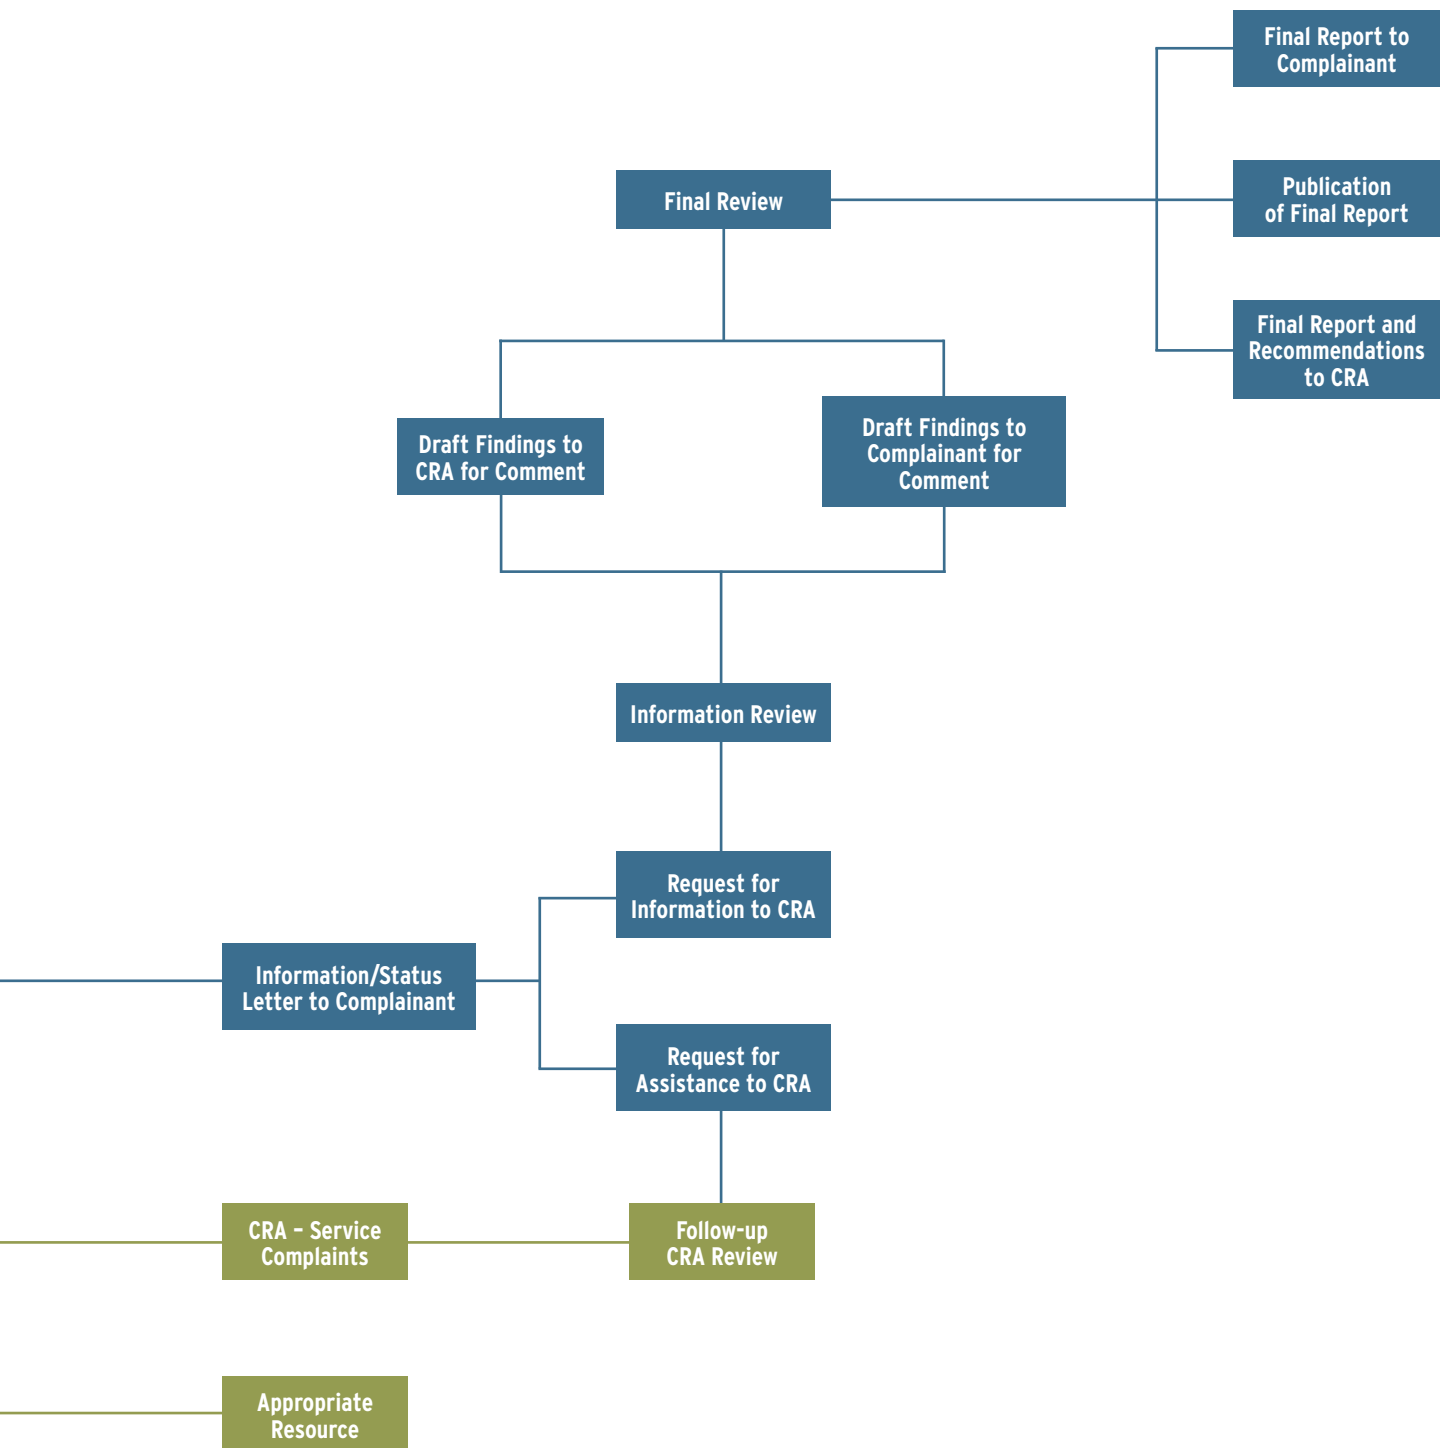 Final Report to
Complainant
Publication
of Final Report
Final Review
Final Report and
Recommendations
to CRA
Draft Findings to
CRA for Comment
Draft Findings to
Complainant for
Comment
Information Review
Request for
Information to CRA
Information/Status
Letter to Complainant
Request for
Assistance to CRA
CRA – Service
Complaints
Follow-up
CRA Review
Appropriate
Resource